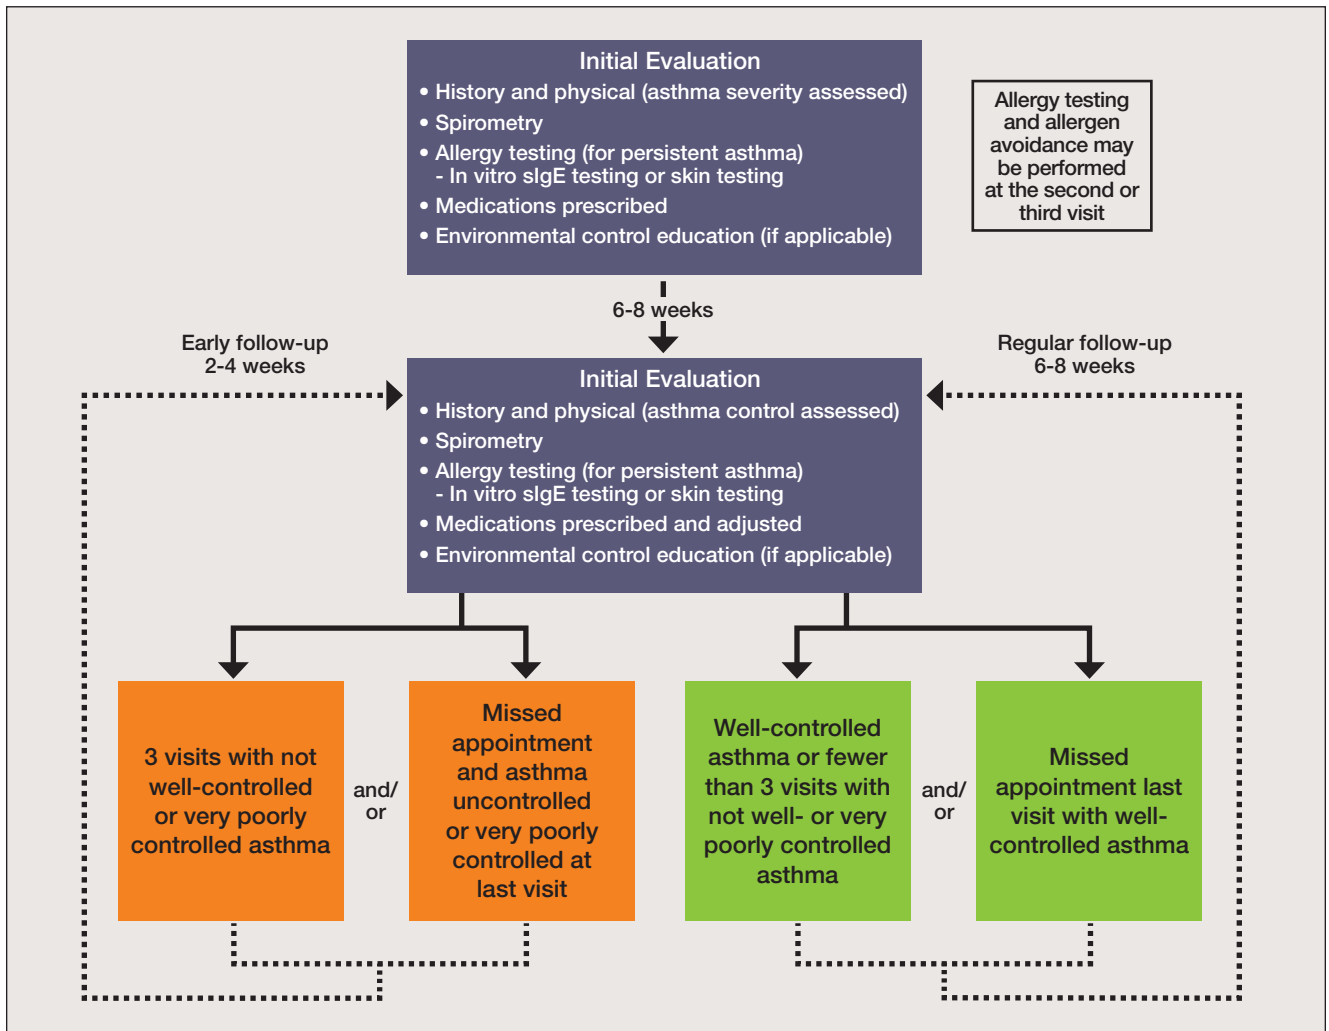 Initial Evaluation
• History and physical (asthma severity assessed)
• Spirometry
• Allergy testing (for persistent asthma)
- In vitro sIgE testing or skin testing
• Medications prescribed
• Environmental control education (if applicable)
Allergy testing
and allergen
avoidance may
be performed
at the second or
third visit
6-8 weeks
Early follow-up
2-4 weeks
Regular follow-up
6-8 weeks
Initial Evaluation
• History and physical (asthma control assessed)
• Spirometry
• Allergy testing (for persistent asthma)
- In vitro sIgE testing or skin testing
• Medications prescribed and adjusted
• Environmental control education (if applicable)
3 visits with not
well-controlled
or very poorly
controlled asthma
and/
or
Missed
appointment
and asthma
uncontrolled
or very poorly
controlled at
last visit
Well-controlled
asthma or fewer
than 3 visits with
not well- or very
poorly controlled
asthma
and/
or
Missed
appointment last
visit with well-
controlled asthma